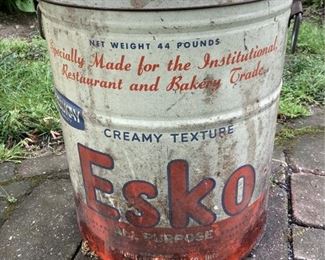 NET WEIGHT 44 POUNDS
Specially Made for the Institutional,
Restaurant and Bakery Trade...
CREAMY TEXTURE
Esko
ALL PURPOSE